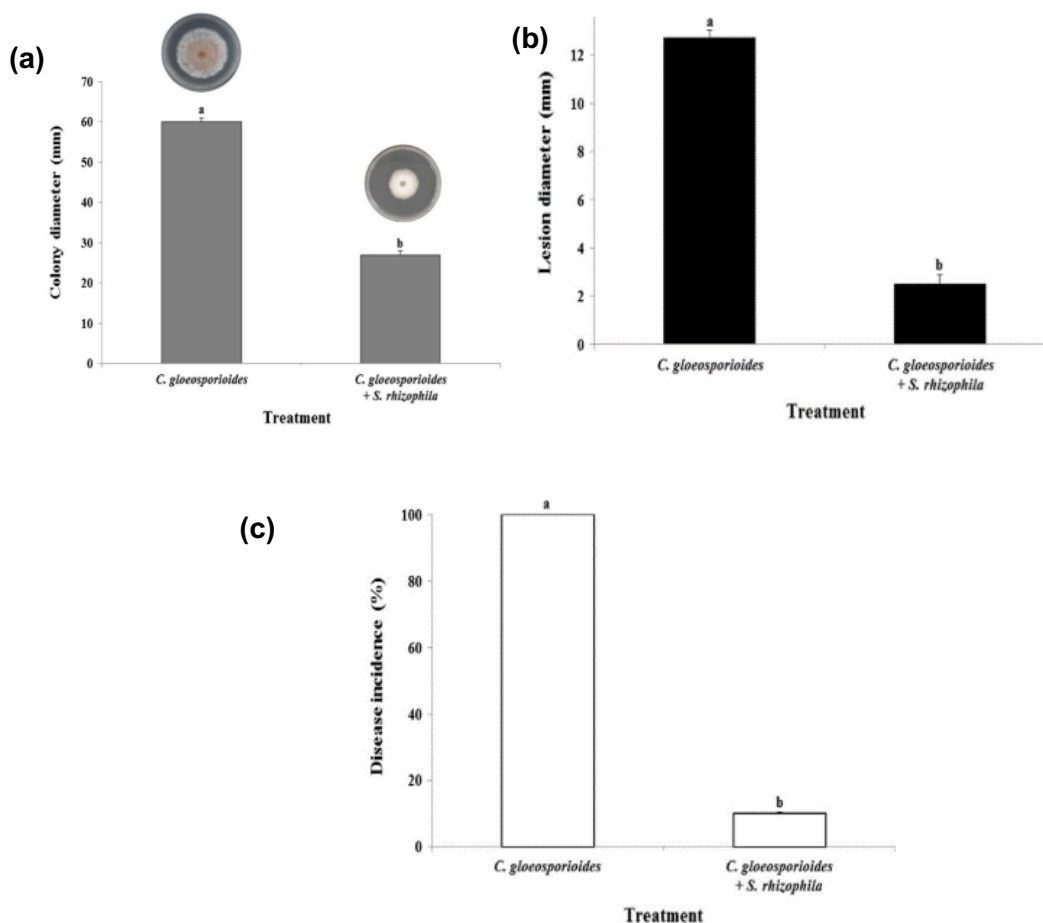 (a)
Colony diameter (mm)
70
60
50
40
30
20
10
0
a
b
C. gloeosporioides
C. gloeosporioides
+ S. rhizophila
Treatment
(b)
Lesion diameter (mm)
12
10
8
6
4
2
0
a
b
C. gloeosporioides
C. gloeosporioides
+ S. rhizophila
Treatment
(c)
Disease incidence (%)
100
80
60
40
20
0
a
b
C. gloeosporioides
C. gloeosporioides
+ S. rhizophila
Treatment